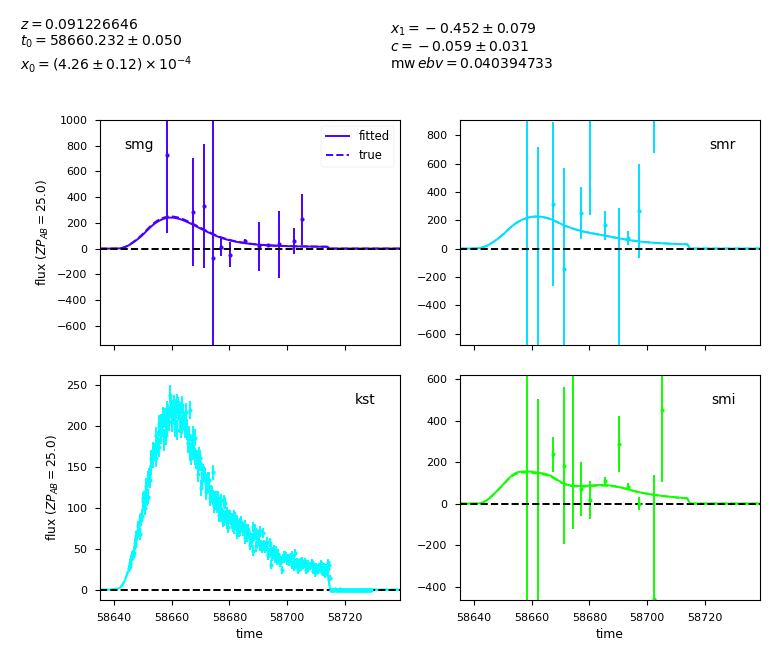 z = 0.091226646
t0 = 58660.232 ± 0.050
x0 = (4.26 ± 0.12) × 10^−4
x1 = −0.452 ± 0.079
c = −0.059 ± 0.031
mw ebv = 0.040394733
1000
800
600
400
200
0
−200
−400
−600
flux (ZP_AB = 25.0)
smg
fitted
true
800
600
400
200
0
−200
−400
−600
smr
250
200
150
100
50
0
flux (ZP_AB = 25.0)
kst
58640 58660 58680 58700 58720
time
600
400
200
0
−200
−400
smi
58640 58660 58680 58700 58720
time